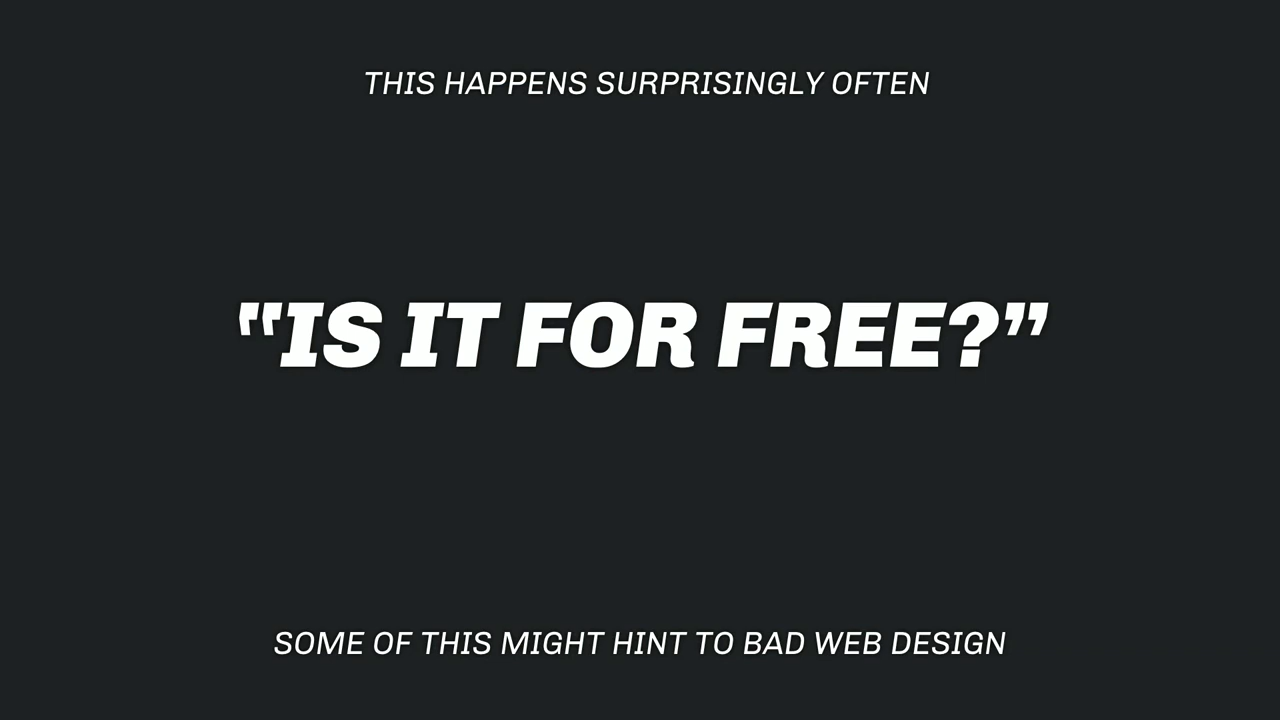 THIS HAPPENS SURPRISINGLY OFTEN
“IS IT FOR FREE?”
SOME OF THIS MIGHT HINT TO BAD WEB DESIGN